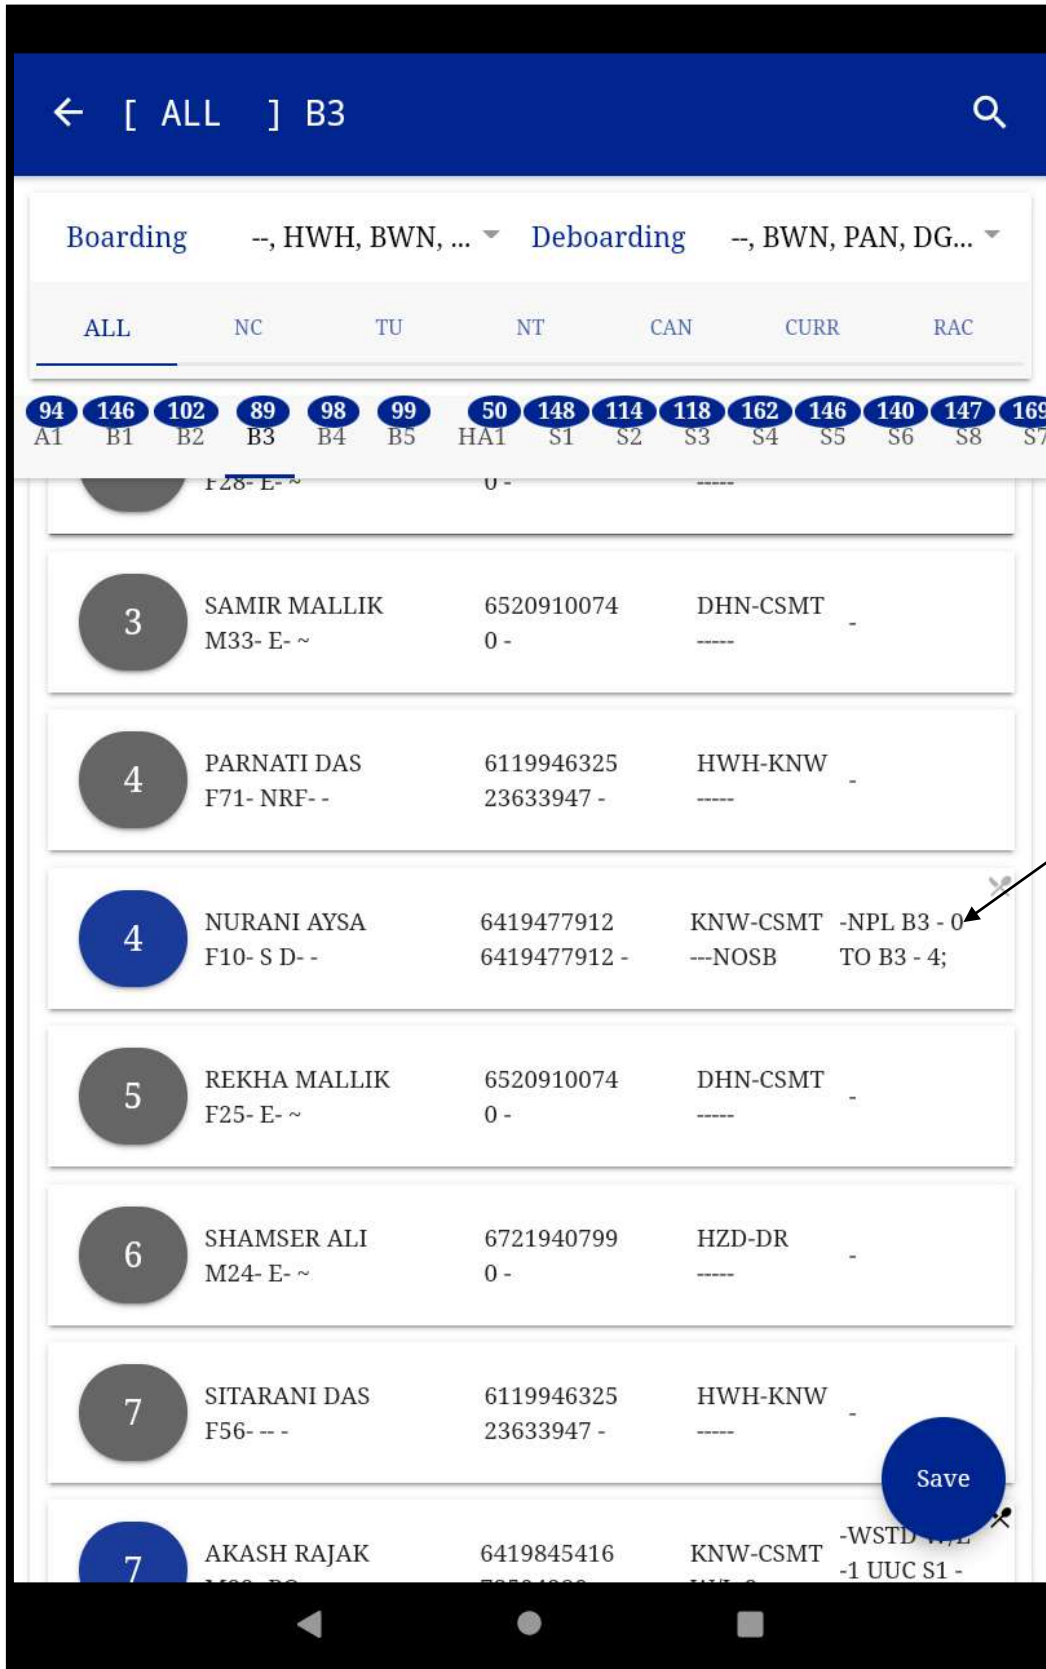 [ ALL ] B3
Boarding --, HWH, BWN, ... Deboarding --, BWN, PAN, DG...
ALL NC TU NT CAN CURR RAC
94 146 102 89 98 99 50 148 114 118 162 146 140 147 169
A1 B1 B2 B3 B4 B5 HA1 S1 S2 S3 S4 S5 S6 S8 S7
F28- E- ~ 0 - -----
3 SAMIR MALLIK 6520910074 DHN-CSMT -
M33- E- ~ 0 - -----
4 PARNATI DAS 6119946325 HWH-KNW -
F71- NRF- - 23633947 - -----
4 NURANI AYSA 6419477912 KNW-CSMT -NPL B3 - 0
F10- S D- - 6419477912 - ---NOSB TO B3 - 4;
5 REKHA MALLIK 6520910074 DHN-CSMT -
F25- E- ~ 0 - -----
6 SHAMSER ALI 6721940799 HZD-DR -
M24- E- ~ 0 - -----
7 SITARANI DAS 6119946325 HWH-KNW -
F56- -- - 23633947 - -----
Save
7 AKASH RAJAK 6419845416 KNW-CSMT -WSTD
-1 UUC S1 -